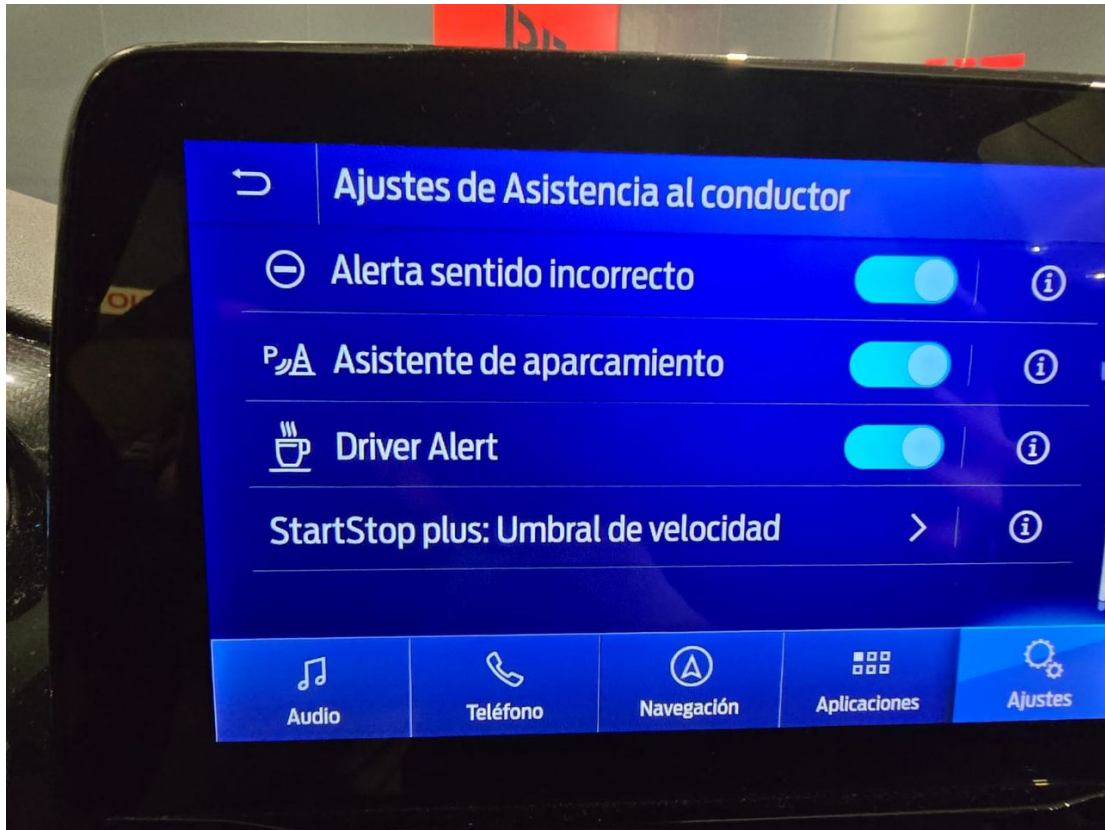 Ajustes de Asistencia al conductor
Alerta sentido incorrecto
Asistente de aparcamiento
Driver Alert
StartStop plus: Umbral de velocidad
Audio
Teléfono
Navegación
Aplicaciones
Ajustes